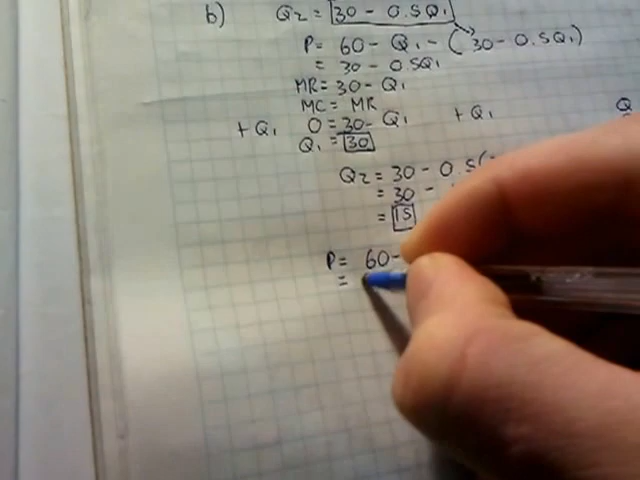 b) Q2 = 30 - 0.5Q1
P = 60 - Q1 - (30 - 0.5Q1)
= 30 - 0.5Q1
MR = 30 - Q1
MC = MR
+ Q1 0 = 30 - Q1 + Q1
Q1 = 30
Q2 = 30 - 0.5(
= 30 -
= 15
P = 60 -
=